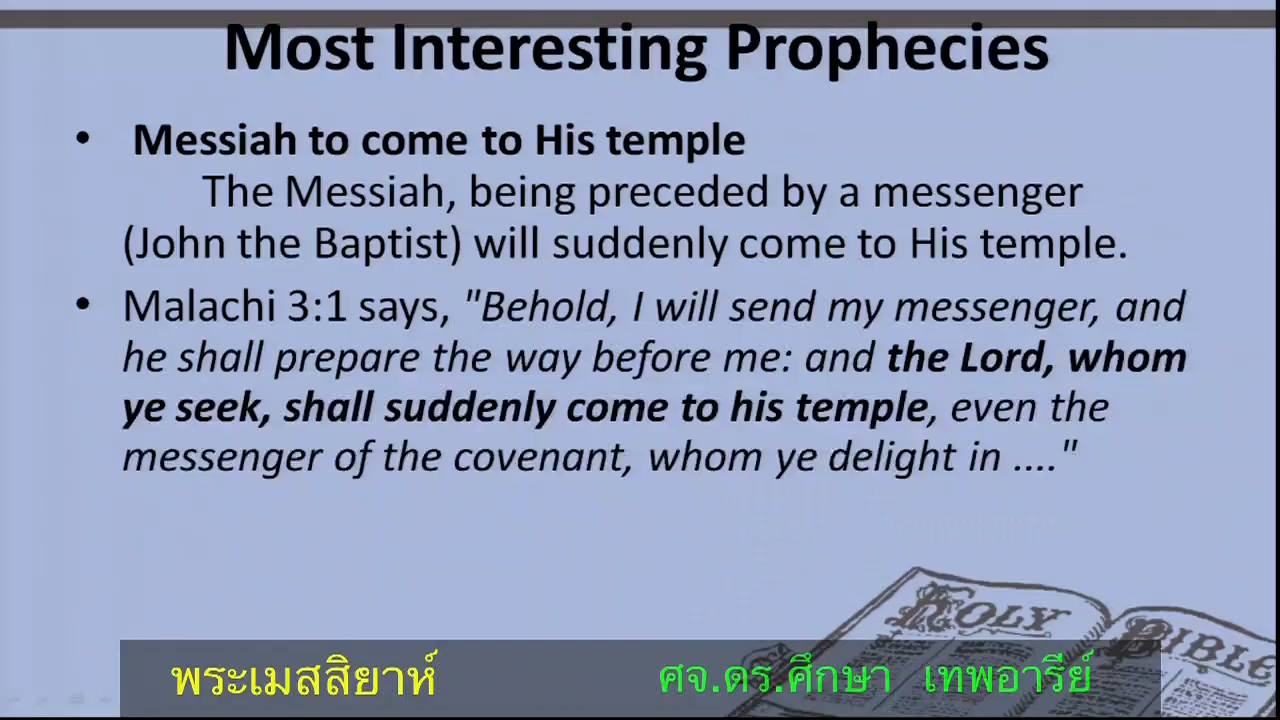 Most Interesting Prophecies
• Messiah to come to His temple
The Messiah, being preceded by a messenger
(John the Baptist) will suddenly come to His temple.
• Malachi 3:1 says, "Behold, I will send my messenger, and
he shall prepare the way before me: and the Lord, whom
ye seek, shall suddenly come to his temple, even the
messenger of the covenant, whom ye delight in ...."
HOLY BIBLE
พระเมสสิยาห์ ศจ.ดร.ศึกษา เทพอารีย์